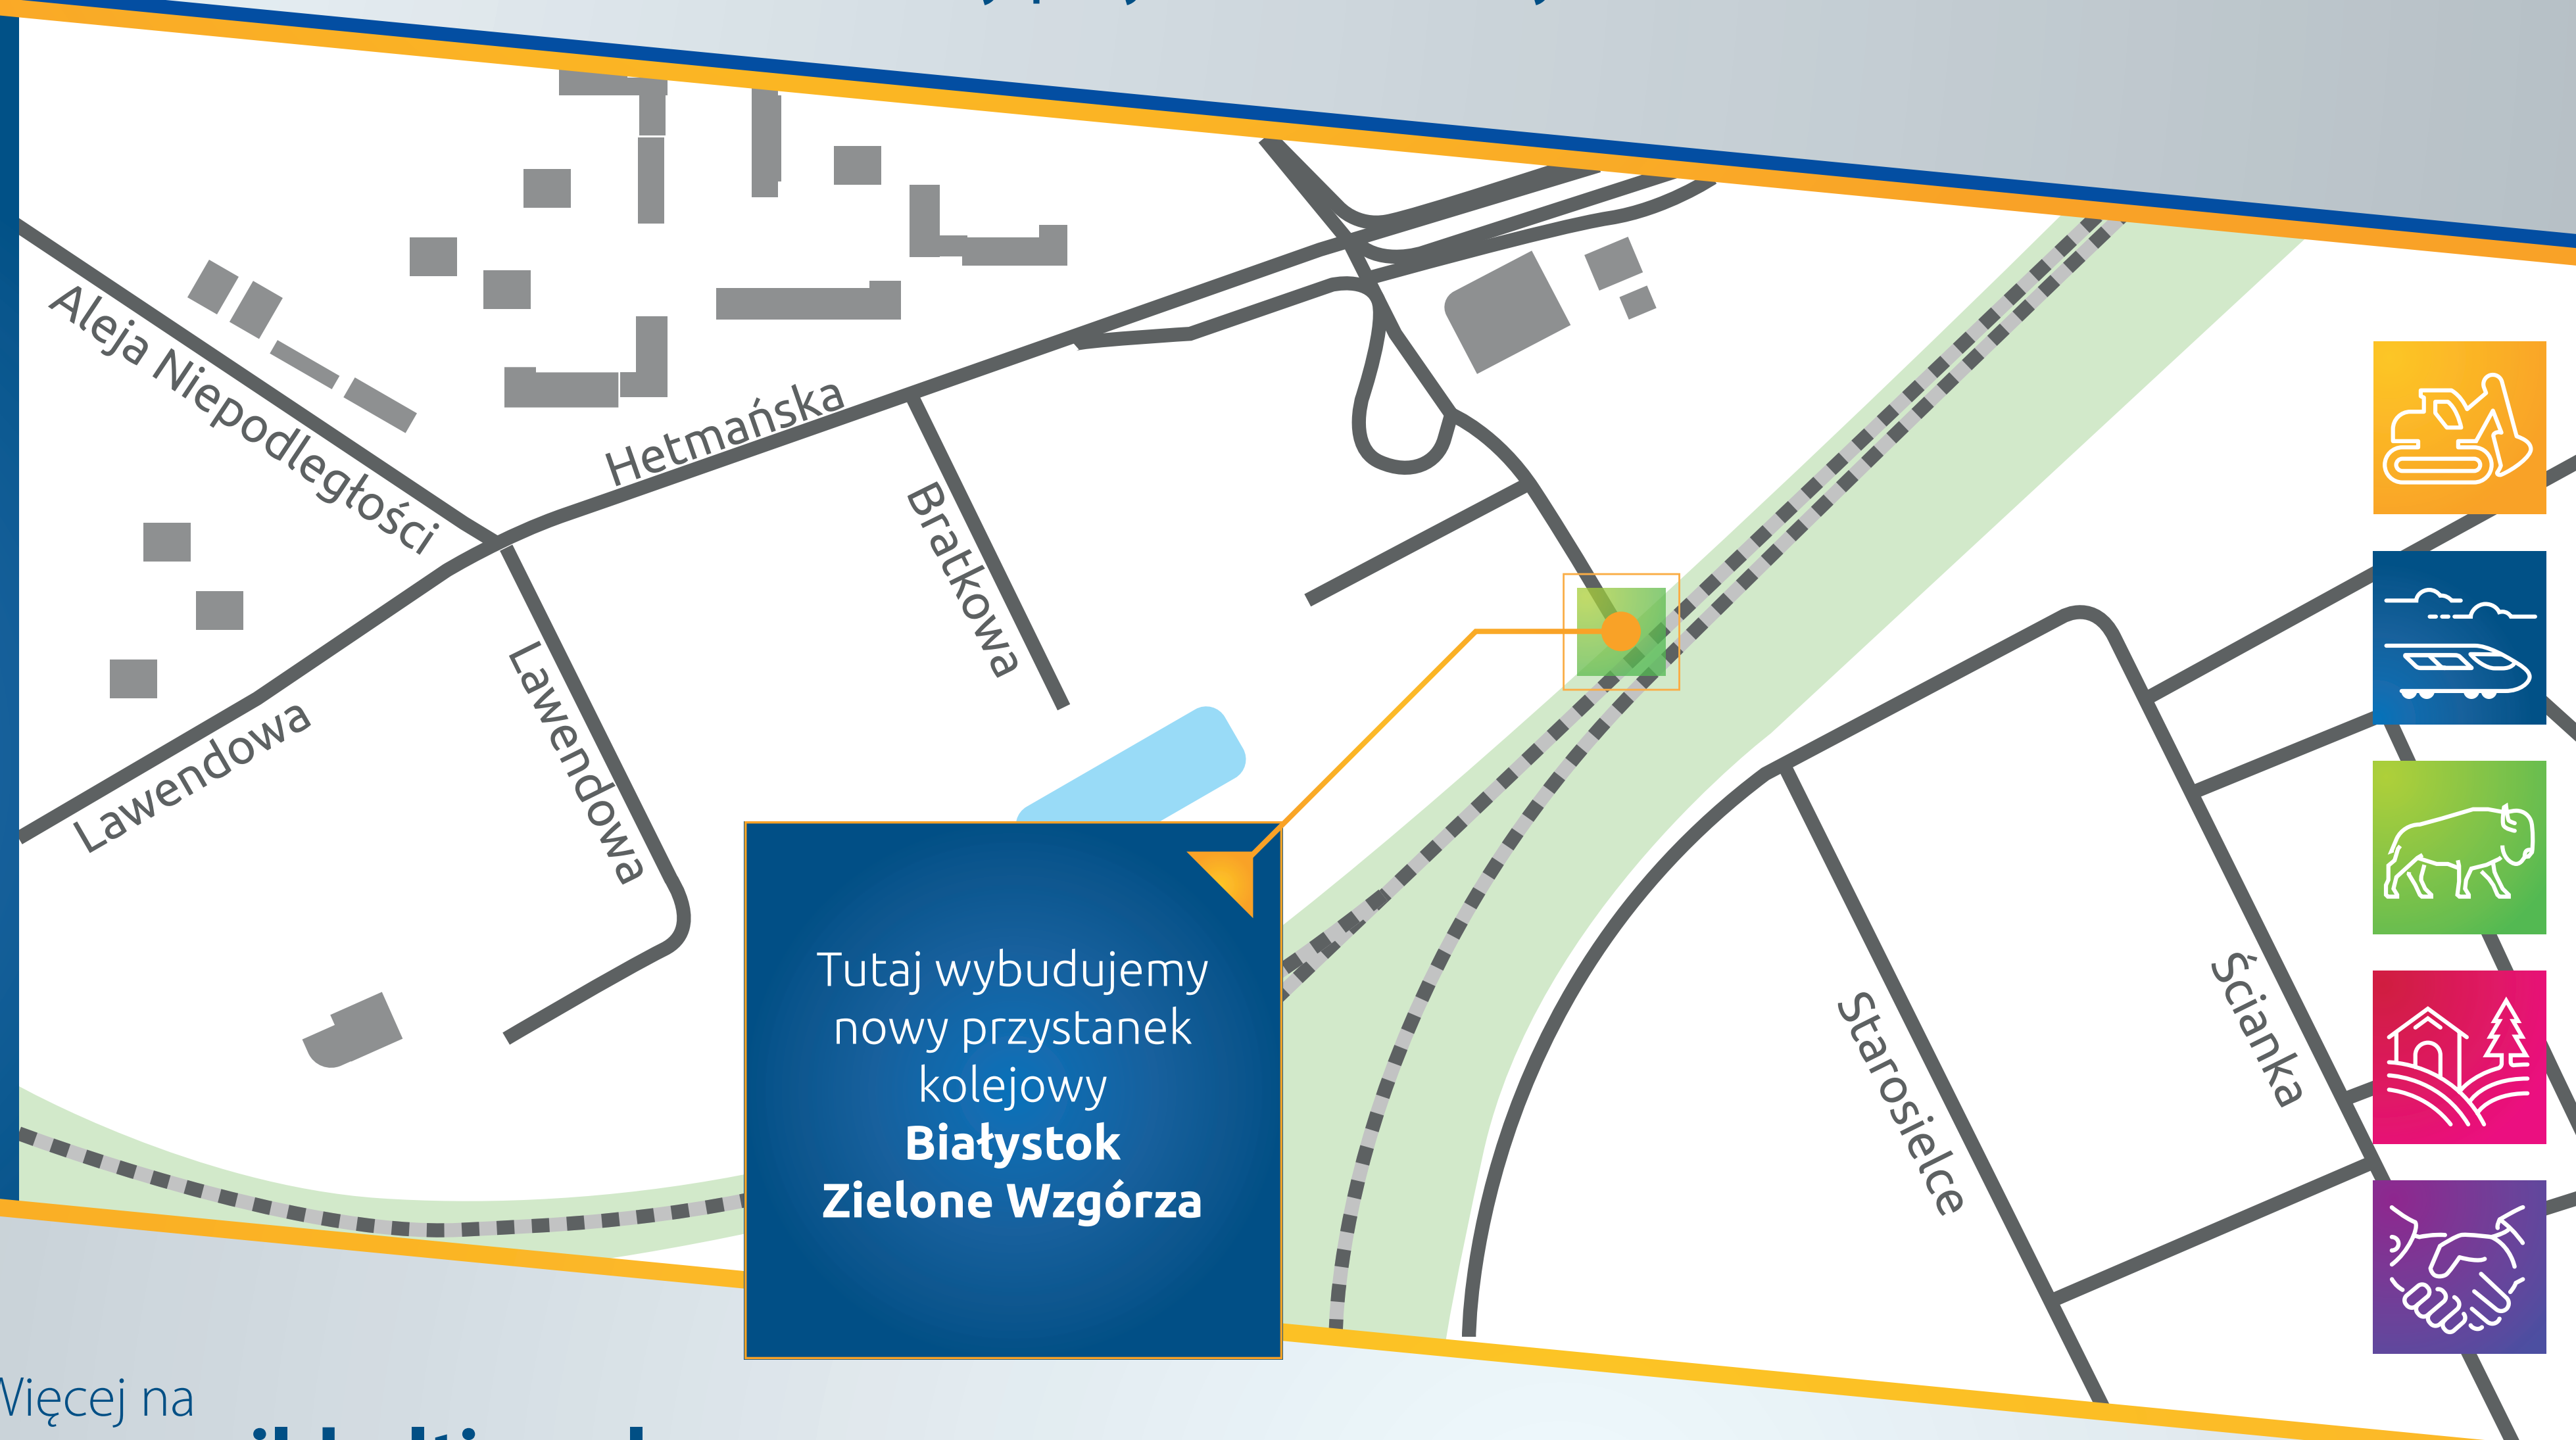 Aleja Niepodległości
Hetmańska
Bratkowa
Lawendowa
Lawendowa
Tutaj wybudujemy
nowy przystanek
kolejowy
Białystok
Zielone Wzgórza
Starosielce
Ścianka
Więcej na